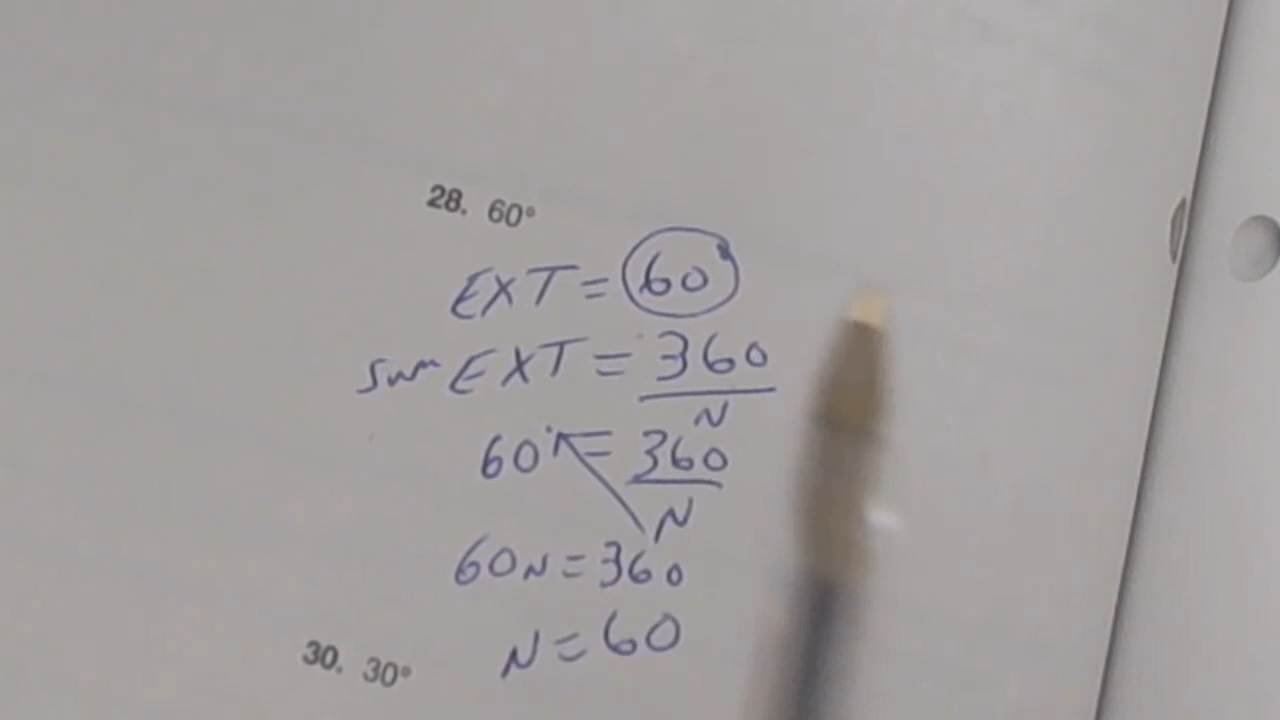 28. 60°
EXT = 60°
sum EXT = 360
N
60° = 360
N
60N = 360
N = 60
30. 30°